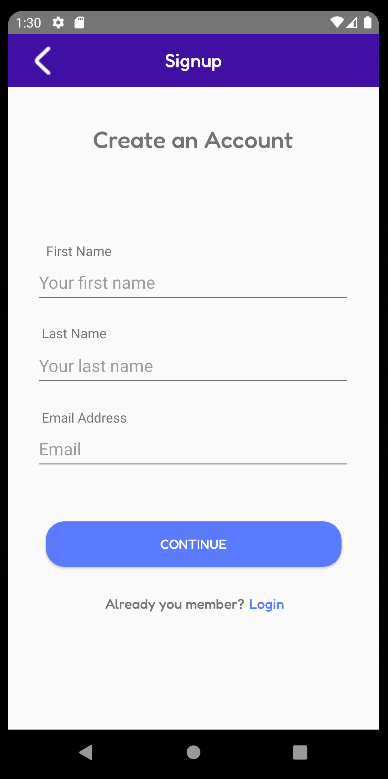 1:30
Signup
Create an Account
First Name
Your first name
Last Name
Your last name
Email Address
Email
CONTINUE
Already you member? Login